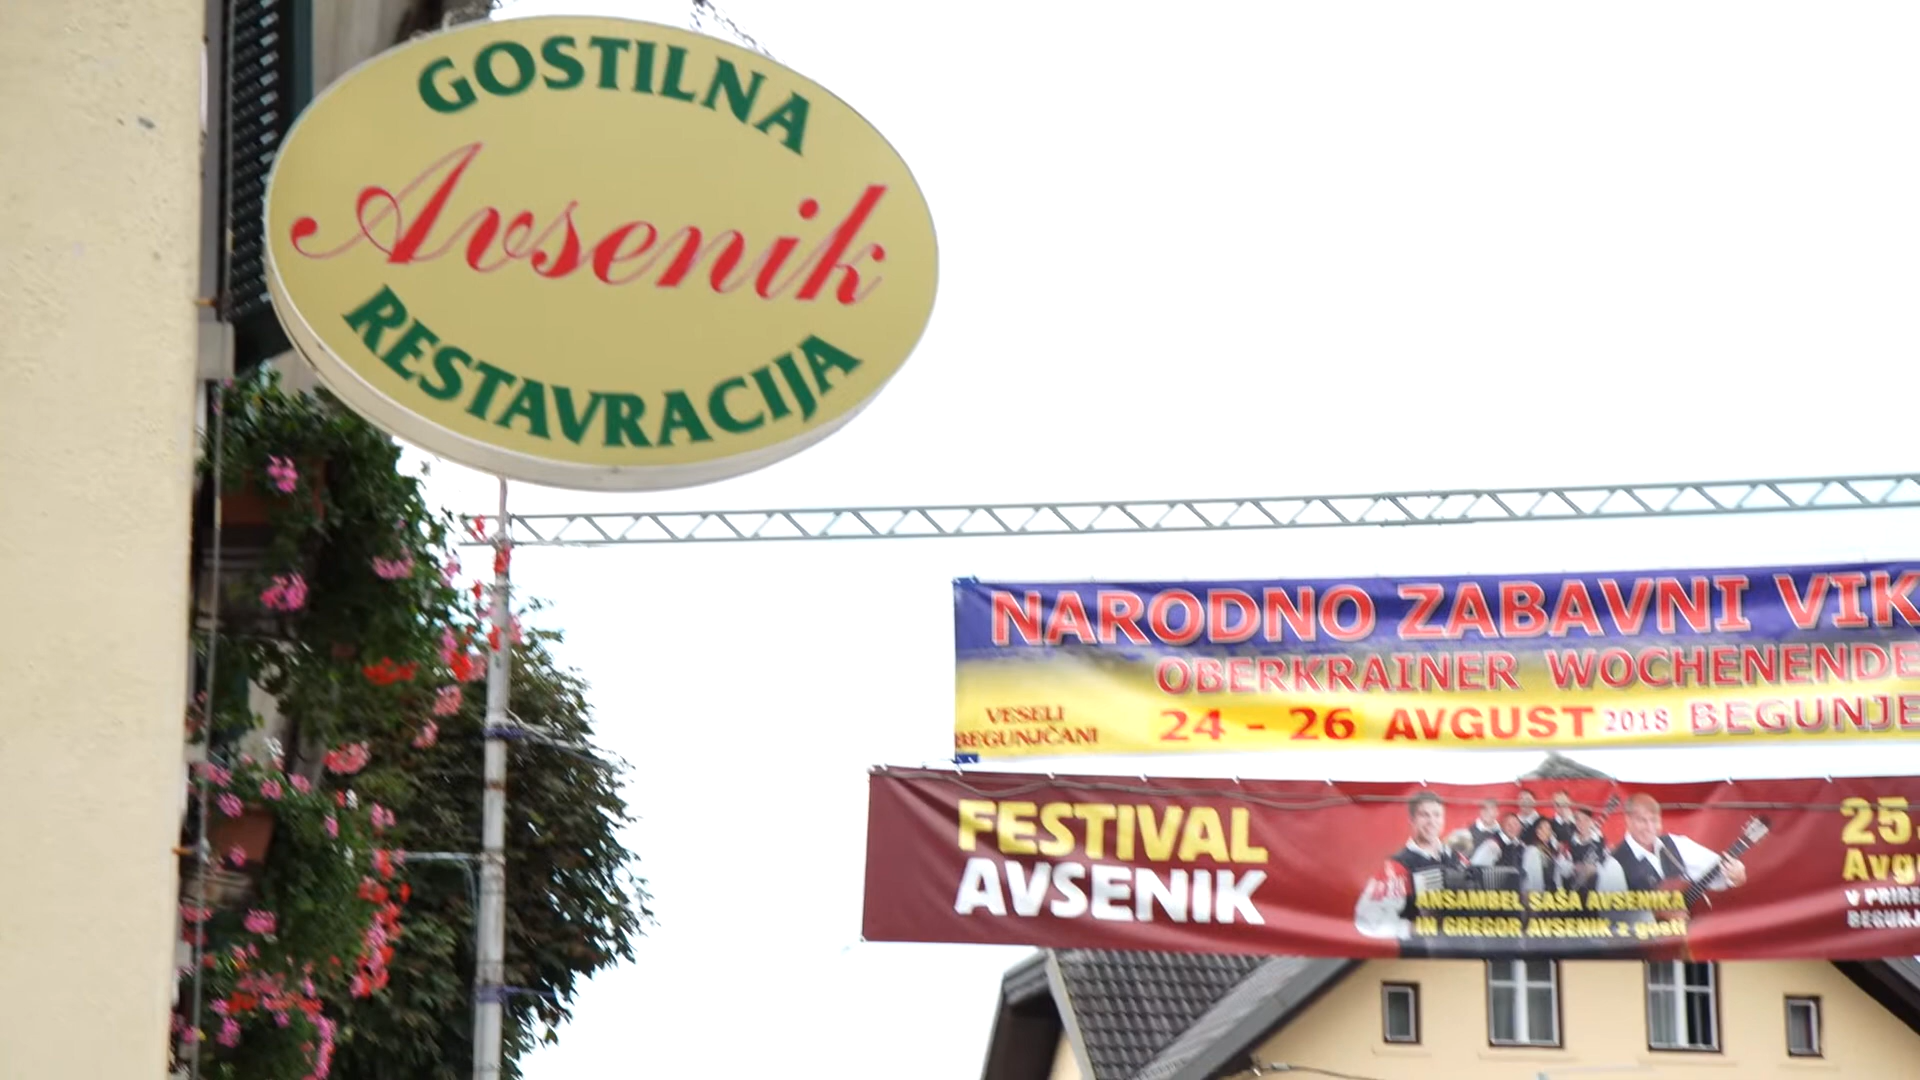 GOSTILNA
Avsenik
RESTAVRACIJA
NARODNO ZABAVNI VIK
OBERKRAINER WOCHENENDE
VESELI
BEGUNJČANI
24 - 26 AVGUST 2018 BEGUNJE
FESTIVAL
AVSENIK
ANSAMBEL SAŠA AVSENIKA
IN GREGOR AVSENIK z gosti
25.
Avg
V PRIRE
BEGUNJ